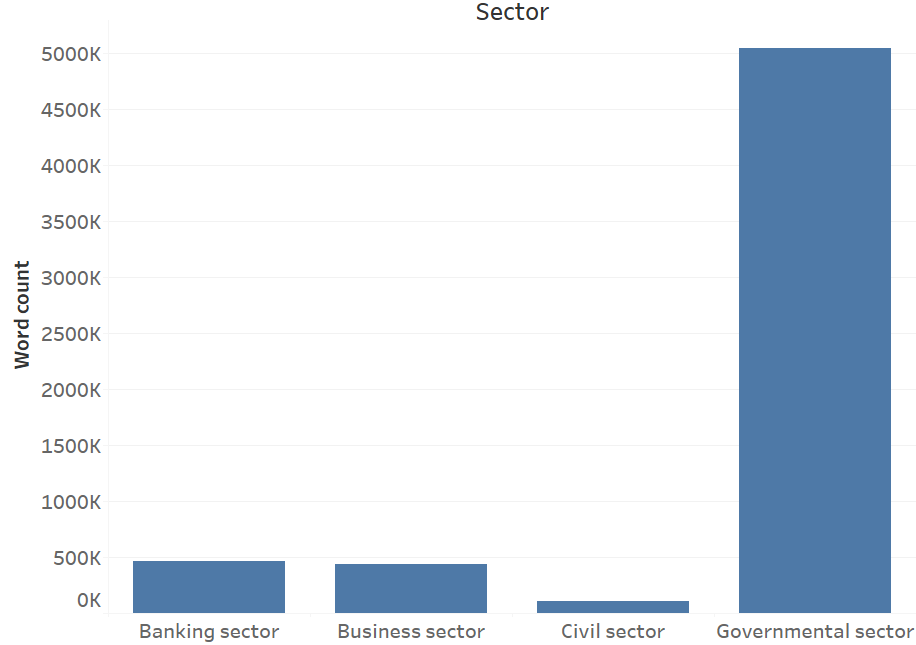 Sector
5000K
4500K
4000K
3500K
3000K
2500K
2000K
1500K
1000K
500K
0K
Word count
Banking sector
Business sector
Civil sector
Governmental sector